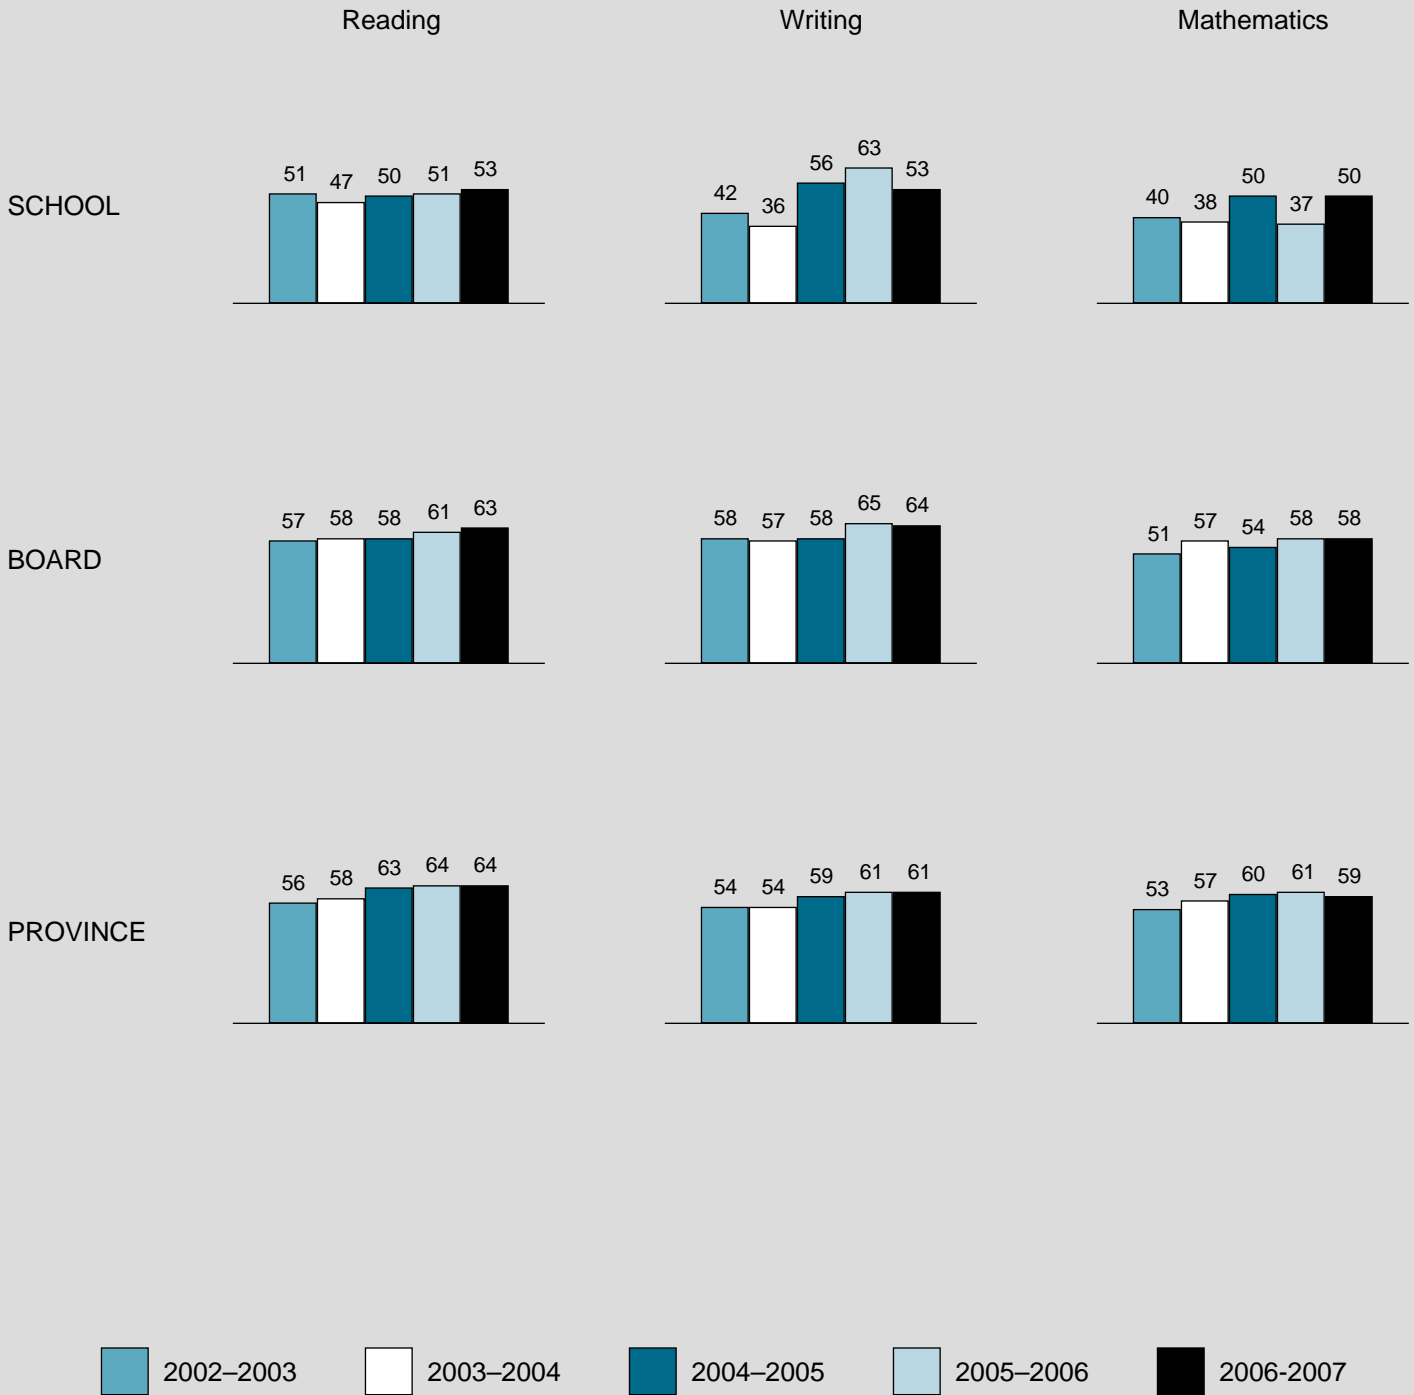 Reading Writing Mathematics
51 47 50 51 53 42 36 56 63 53 40 38 50 37 50
SCHOOL
57 58 58 61 63 58 57 58 65 64 51 57 54 58 58
BOARD
56 58 63 64 64 54 54 59 61 61 53 57 60 61 59
PROVINCE
2002–2003 2003–2004 2004–2005 2005–2006 2006-2007